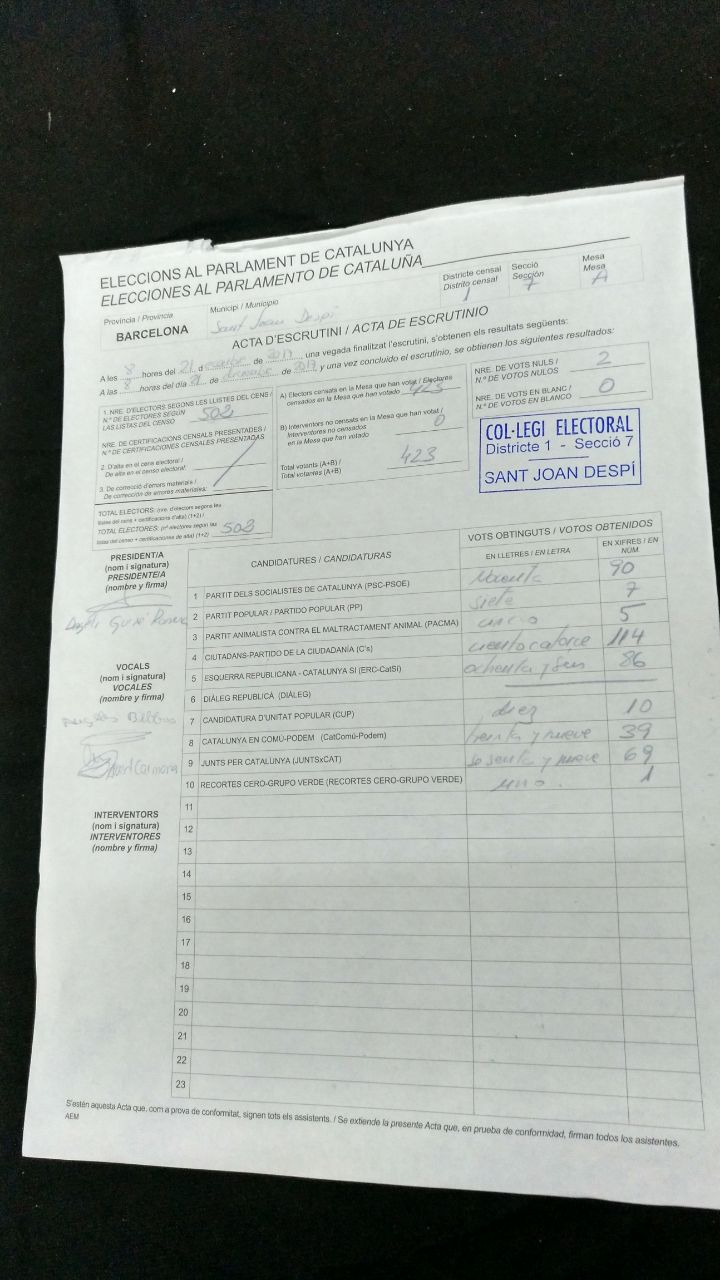 ELECCIONS AL PARLAMENT DE CATALUNYA
ELECCIONES AL PARLAMENTO DE CATALUÑA
Província / Provincia
BARCELONA
Municipi / Municipio
Sant Joan Despí
Districte censal
Distrito censal
1
Secció
Sección
7
Mesa
Mesa
A
ACTA D'ESCRUTINI / ACTA DE ESCRUTINIO
A les 8 hores del 21 d de 2017, una vegada finalitzat l'escrutini, s'obtenen els resultats següents:
A las 8 horas del día 21 de diciembre de 2017 y una vez concluido el escrutinio, se obtienen los siguientes resultados:
1. NRE. D'ELECTORS SEGONS LES LLISTES DEL CENS /
N.º DE ELECTORES SEGÚN
LAS LISTAS DEL CENSO
503
NRE. DE CERTIFICACIONS CENSALS PRESENTADES /
N.º DE CERTIFICACIONES CENSALES PRESENTADAS
2. D'alta en el cens electoral /
De alta en el censo electoral:
3. De correcció d'errors materials /
De corrección de errores materiales:
TOTAL ELECTORS: (nre. d'electors segons les
llistes del cens + certificacions d'alta) (1+2) /
TOTAL ELECTORES: (nº electores según las
listas del censo + certificaciones de alta) (1+2)
503
A) Electors censats en la Mesa que han votat / Electores
censados en la Mesa que han votado 423
B) Interventors no censats en la Mesa que han votat /
Interventores no censados
en la Mesa que han votado
0
Total votants (A+B) /
Total votantes (A+B)
423
NRE. DE VOTS NULS /
N.º DE VOTOS NULOS
2
NRE. DE VOTS EN BLANC /
N.º DE VOTOS EN BLANCO
0
COL·LEGI ELECTORAL
Districte 1 - Secció 7
SANT JOAN DESPÍ
PRESIDENT/A
(nom i signatura)
PRESIDENTE/A
(nombre y firma)
VOCALS
(nom i signatura)
VOCALES
(nombre y firma)
INTERVENTORS
(nom i signatura)
INTERVENTORES
(nombre y firma)
CANDIDATURES / CANDIDATURAS
VOTS OBTINGUTS / VOTOS OBTENIDOS
EN LLETRES / EN LETRA
EN XIFRES / EN NÚM.
1 PARTIT DELS SOCIALISTES DE CATALUNYA (PSC-PSOE) Noventa 90
2 PARTIT POPULAR / PARTIDO POPULAR (PP) siete 7
3 PARTIT ANIMALISTA CONTRA EL MALTRACTAMENT ANIMAL (PACMA) cinco 5
4 CIUTADANS-PARTIDO DE LA CIUDADANÍA (C's) ciento catorce 114
5 ESQUERRA REPUBLICANA - CATALUNYA SÍ (ERC-CatSí) ochenta y seis 86
6 DIÀLEG REPUBLICÀ (DIÀLEG)
7 CANDIDATURA D'UNITAT POPULAR (CUP) diez 10
8 CATALUNYA EN COMÚ-PODEM (CatComú-Podem) treinta y nueve 39
9 JUNTS PER CATALUNYA (JUNTSxCAT) sesenta y nueve 69
10 RECORTES CERO-GRUPO VERDE (RECORTES CERO-GRUPO VERDE) uno. 1
11
12
13
14
15
16
17
18
19
20
21
22
23
S'estén aquesta Acta que, com a prova de conformitat, signen tots els assistents. / Se extiende la presente Acta que, en prueba de conformidad, firman todos los asistentes.
AEM